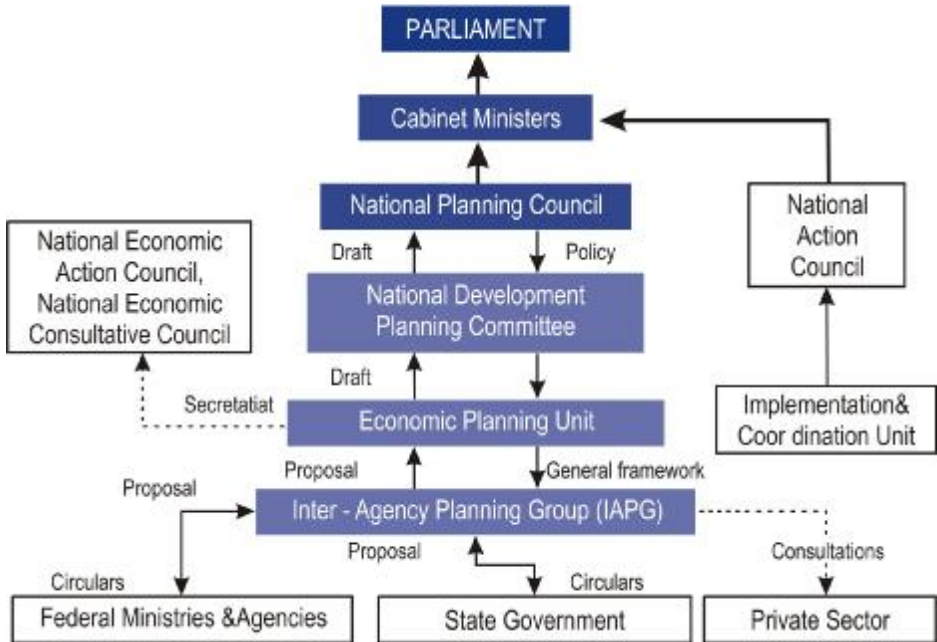 PARLIAMENT
Cabinet Ministers
National Planning Council
National
Action
Council
National Economic
Action Council,
National Economic
Consultative Council
Draft
Policy
National Development
Planning Committee
Draft
Secretatiat
Economic Planning Unit
Implementation&
Coor dination Unit
Proposal
General framework
Proposal
Inter - Agency Planning Group (IAPG)
Proposal
Consultations
Circulars
Circulars
Federal Ministries &Agencies
State Government
Private Sector